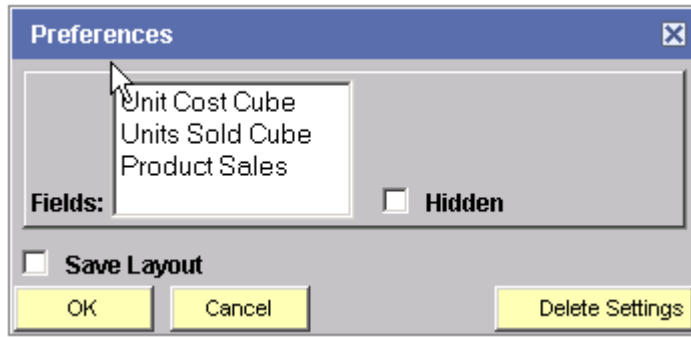 Preferences
Unit Cost Cube
Units Sold Cube
Product Sales
Fields:
Hidden
Save Layout
OK
Cancel
Delete Settings